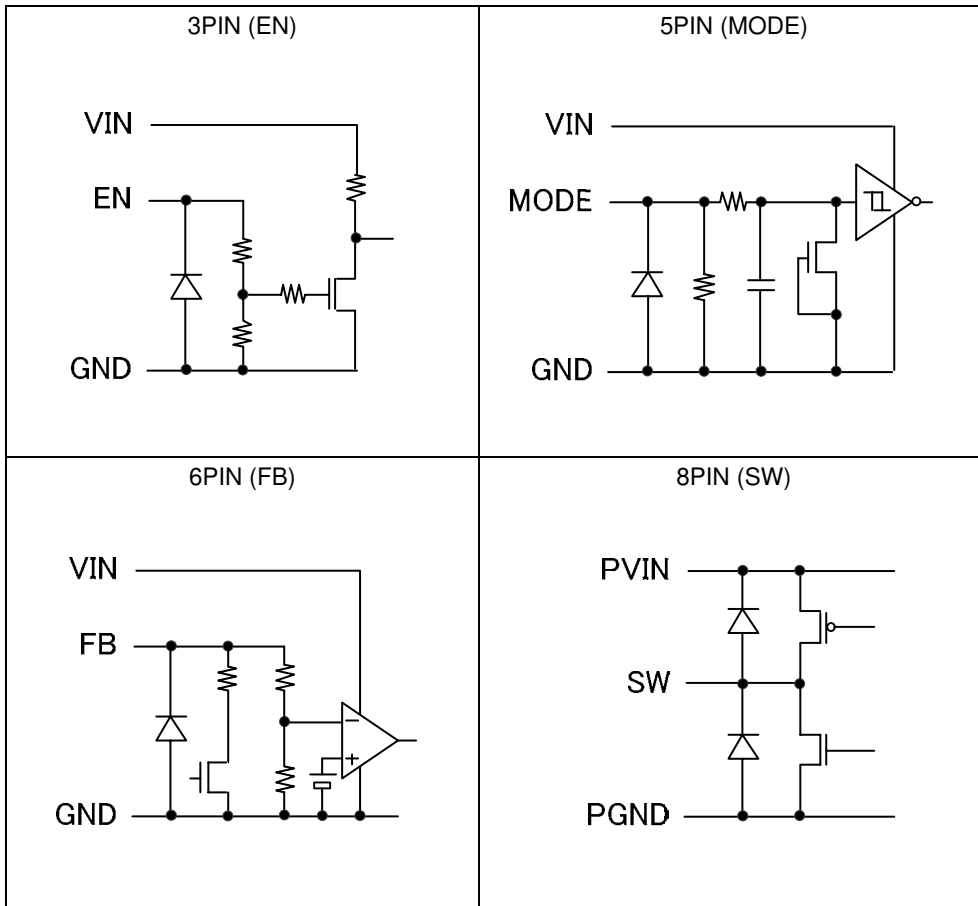 3PIN (EN)
VIN
EN
GND
5PIN (MODE)
VIN
MODE
GND
6PIN (FB)
VIN
FB
GND
8PIN (SW)
PVIN
SW
PGND